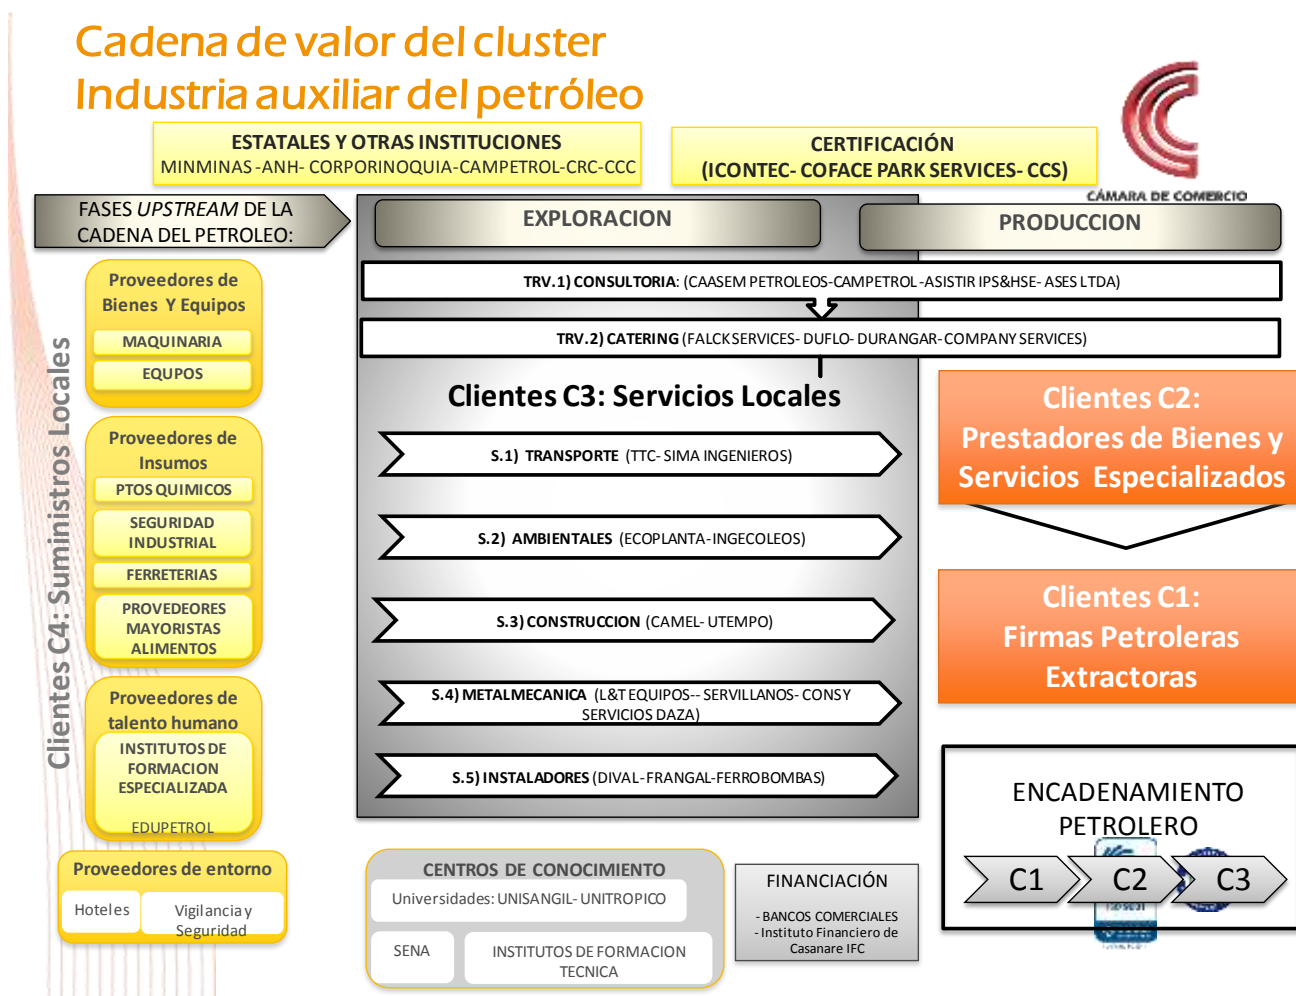 Cadena de valor del cluster
Industria auxiliar del petróleo
ESTATALES Y OTRAS INSTITUCIONES
MINMINAS -ANH- CORPORINOQUIA-CAMPETROL-CRC-CCC
CERTIFICACIÓN
(ICONTEC- COFACE PARK SERVICES- CCS)
CÁMARA DE COMERCIO
FASES UPSTREAM DE LA
CADENA DEL PETROLEO:
EXPLORACION
PRODUCCION
TRV.1) CONSULTORIA: (CAASEM PETROLEOS-CAMPETROL -ASISTIR IPS&HSE- ASES LTDA)
TRV.2) CATERING (FALCK SERVICES- DUFLO- DURANGAR- COMPANY SERVICES)
Clientes C4: Suministros Locales
Proveedores de
Bienes Y Equipos
MAQUINARIA
EQUPOS
Proveedores de
Insumos
PTOS QUIMICOS
SEGURIDAD
INDUSTRIAL
FERRETERIAS
PROVEDEORES
MAYORISTAS
ALIMENTOS
Proveedores de
talento humano
INSTITUTOS DE
FORMACION
ESPECIALIZADA
EDUPETROL
Proveedores de entorno
Hoteles
Vigilancia y
Seguridad
Clientes C3: Servicios Locales
S.1) TRANSPORTE (TTC- SIMA INGENIEROS)
S.2) AMBIENTALES (ECOPLANTA-INGECOLEOS)
S.3) CONSTRUCCION (CAMEL- UTEMPO)
S.4) METALMECANICA (L&T EQUIPOS-- SERVILLANOS- CONS Y
SERVICIOS DAZA)
S.5) INSTALADORES (DIVAL-FRANGAL-FERROBOMBAS)
Clientes C2:
Prestadores de Bienes y
Servicios Especializados
Clientes C1:
Firmas Petroleras
Extractoras
ENCADENAMIENTO
PETROLERO
C1
C2
C3
CENTROS DE CONOCIMIENTO
Universidades: UNISANGIL- UNITROPICO
SENA
INSTITUTOS DE FORMACION
TECNICA
FINANCIACIÓN
- BANCOS COMERCIALES
- Instituto Financiero de
Casanare IFC